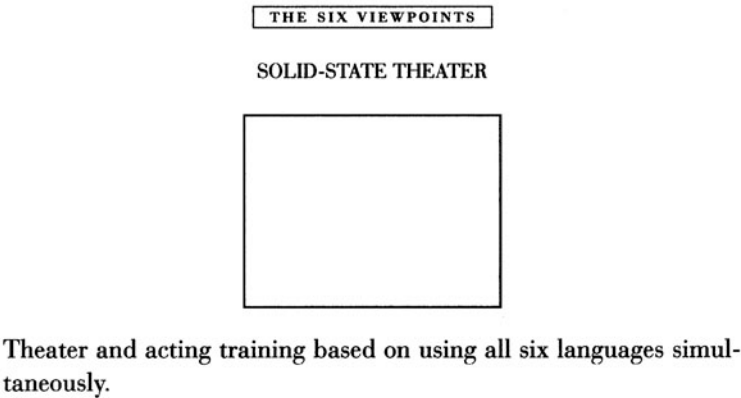 THE SIX VIEWPOINTS
SOLID-STATE THEATER
Theater and acting training based on using all six languages simul-
taneously.